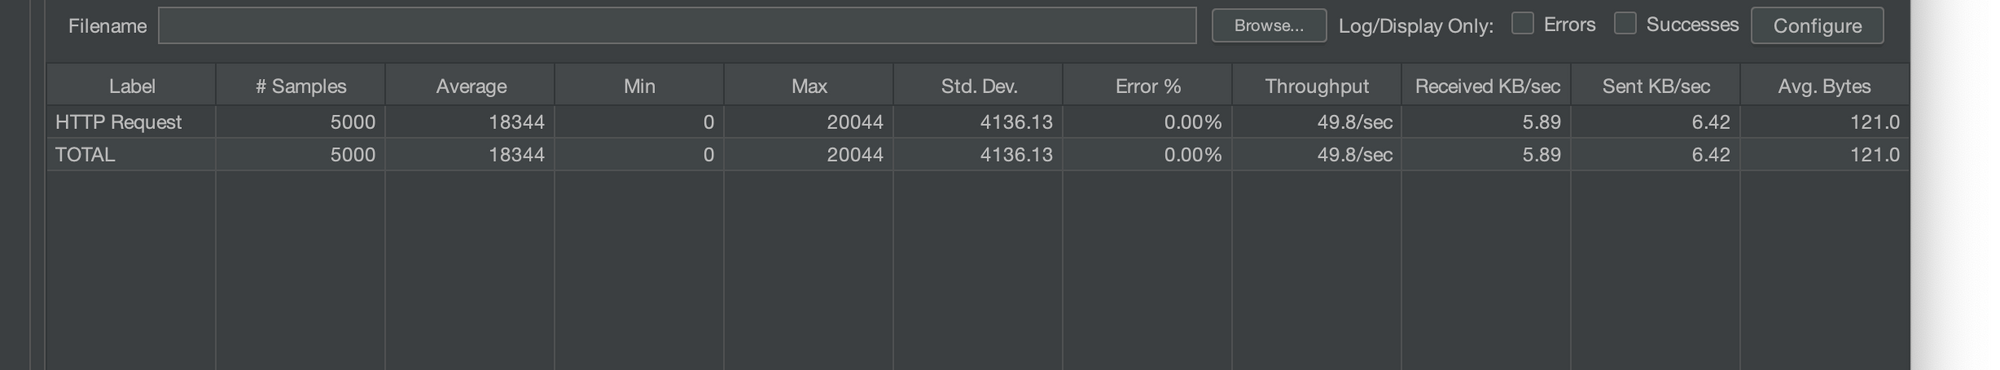 Filename Browse... Log/Display Only: Errors Successes Configure
Label # Samples Average Min Max Std. Dev. Error % Throughput Received KB/sec Sent KB/sec Avg. Bytes
HTTP Request 5000 18344 0 20044 4136.13 0.00% 49.8/sec 5.89 6.42 121.0
TOTAL 5000 18344 0 20044 4136.13 0.00% 49.8/sec 5.89 6.42 121.0